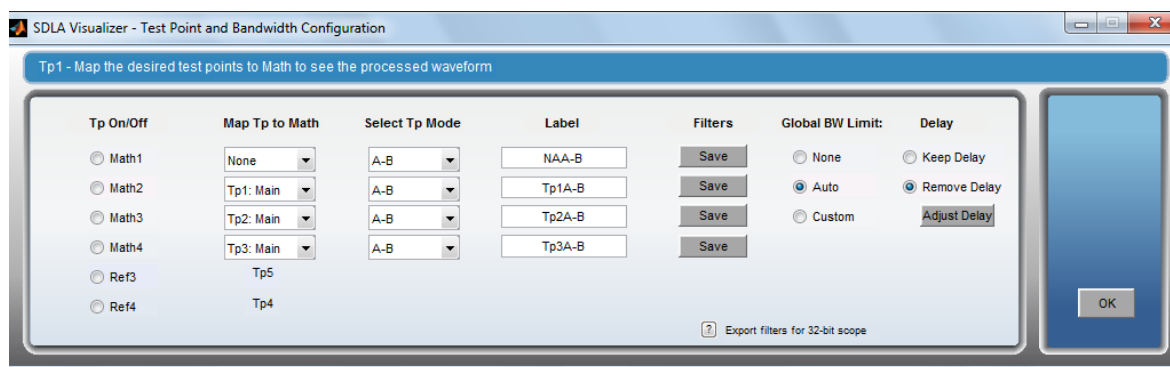 SDLA Visualizer - Test Point and Bandwidth Configuration
Tp1 - Map the desired test points to Math to see the processed waveform
Tp On/Off Map Tp to Math Select Tp Mode Label Filters Global BW Limit: Delay
Math1 None A-B NAA-B Save None Keep Delay
Math2 Tp1: Main A-B Tp1A-B Save Auto Remove Delay
Math3 Tp2: Main A-B Tp2A-B Save Custom Adjust Delay
Math4 Tp3: Main A-B Tp3A-B Save
Ref3 Tp5
Ref4 Tp4
OK
? Export filters for 32-bit scope